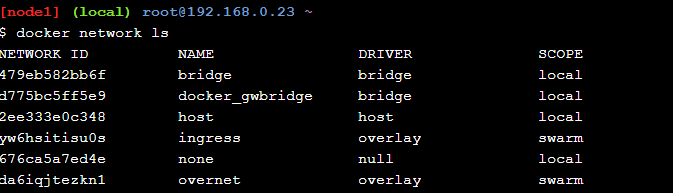 [node1] (local) root@192.168.0.23 ~
$ docker network ls
NETWORK ID NAME DRIVER SCOPE
479eb582bb6f bridge bridge local
d775bc5ff5e9 docker_gwbridge bridge local
2ee333e0c348 host host local
yw6hsitisu0s ingress overlay swarm
676ca5a7ed4e none null local
da6iqjtezkn1 overnet overlay swarm